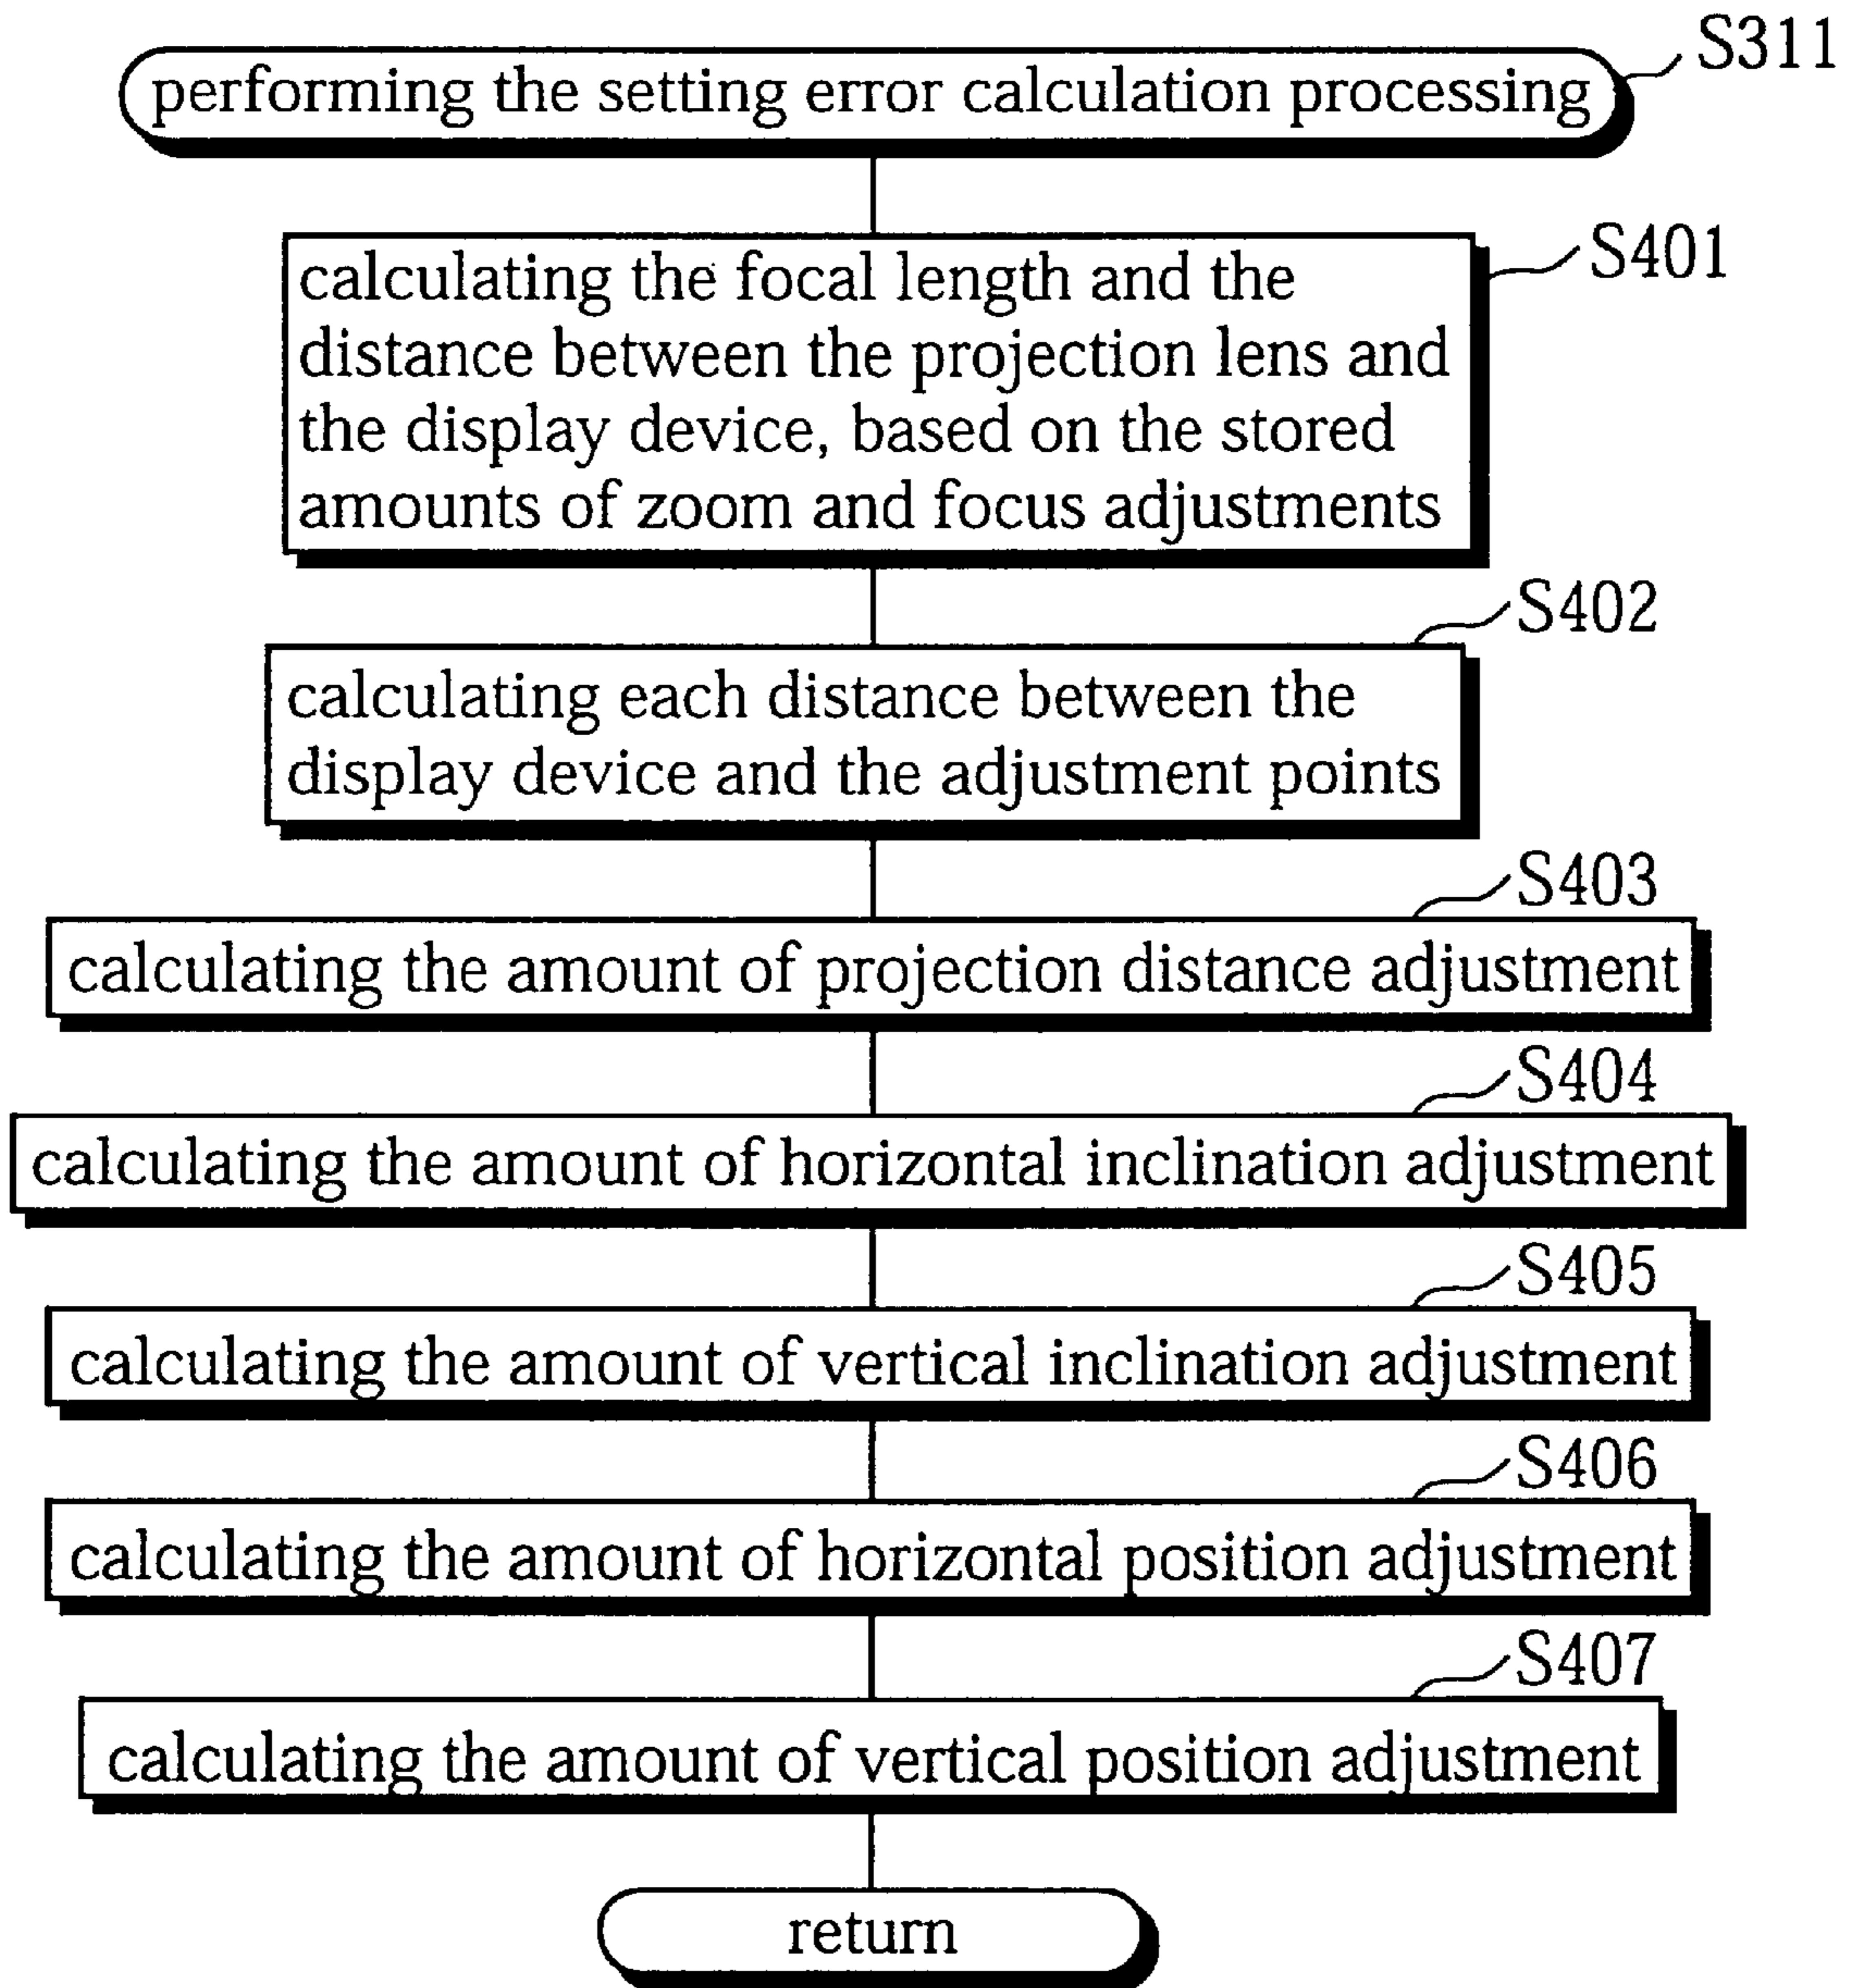 S311
performing the setting error calculation processing
S401
calculating the focal length and the
distance between the projection lens and
the display device, based on the stored
amounts of zoom and focus adjustments
S402
calculating each distance between the
display device and the adjustment points
S403
calculating the amount of projection distance adjustment
S404
calculating the amount of horizontal inclination adjustment
S405
calculating the amount of vertical inclination adjustment
S406
calculating the amount of horizontal position adjustment
S407
calculating the amount of vertical position adjustment
return